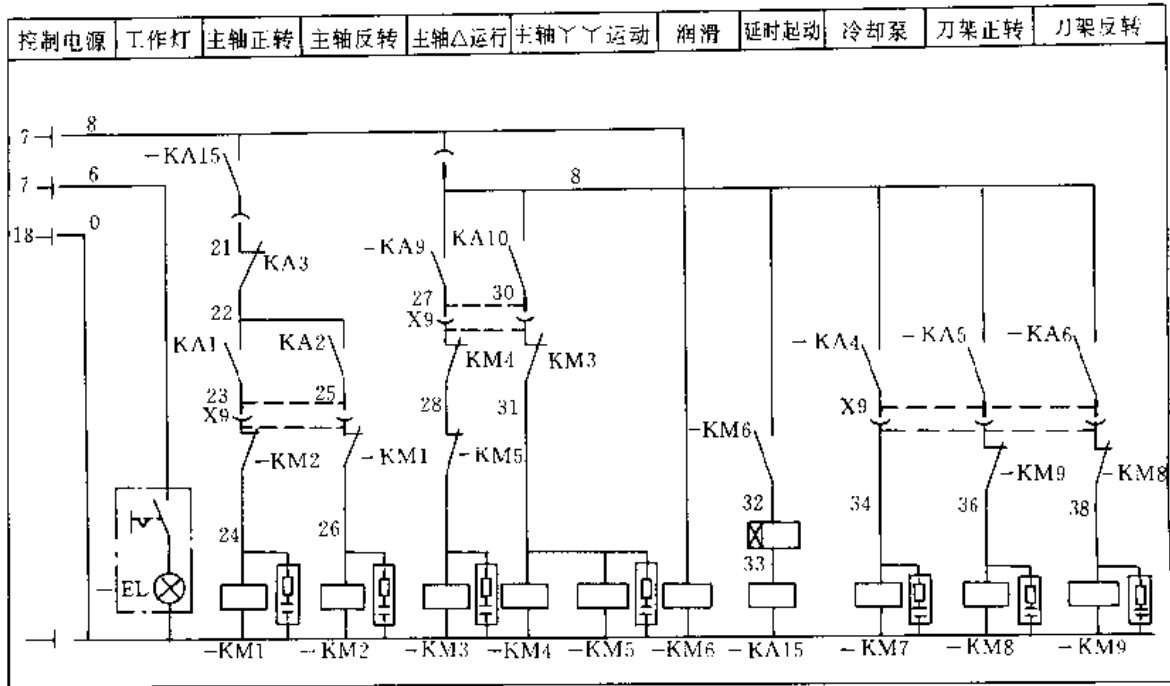 控制电源 工作灯 主轴正转 主轴反转 主轴△运行 主轴丫丫运动 润滑 延时起动 冷却泵 刀架正转 刀架反转
7 8
-KA15
7 6 8
18 0
21 KA3 -KA9 KA10
22 27 30
X9
KA1 KA2 KM4 KM3 -KA4 -KA5 -KA6
23 25 28 31 X9
X9
-KM2 -KM1 -KM5 -KM6 -KM9 -KM8
24 26 32 34 36 38
33
-EL
-KM1 -KM2 -KM3 -KM4 -KM5 -KM6 -KA15 -KM7 -KM8 -KM9